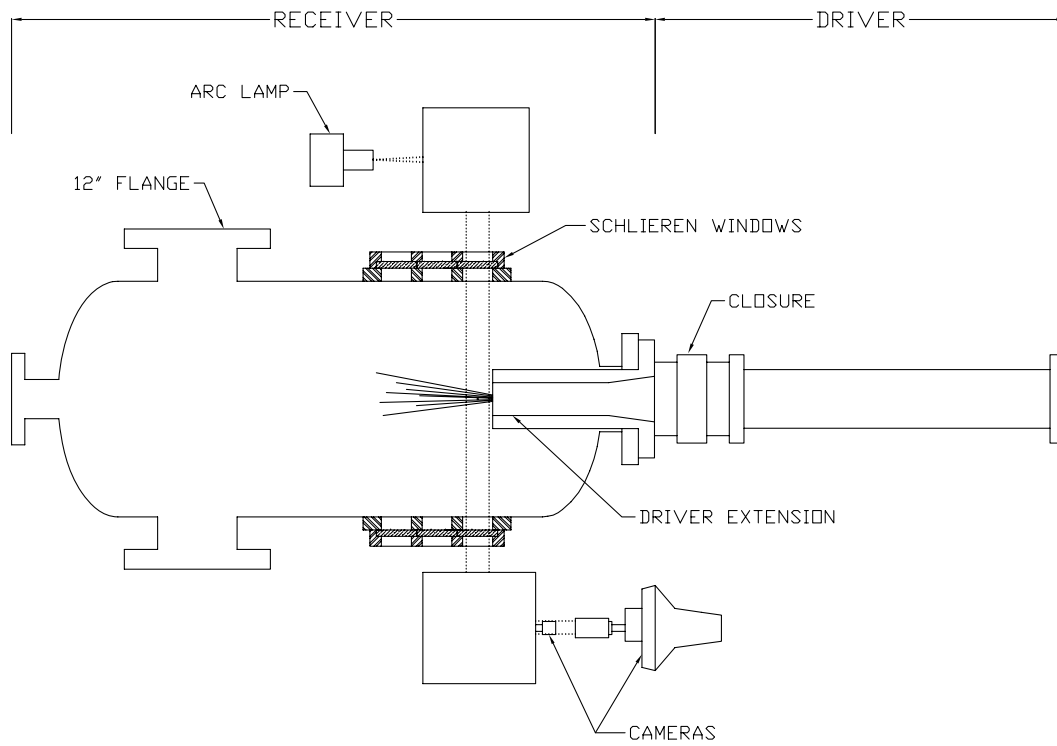 RECEIVER
DRIVER
ARC LAMP
12" FLANGE
SCHLIEREN WINDOWS
CLOSURE
DRIVER EXTENSION
CAMERAS